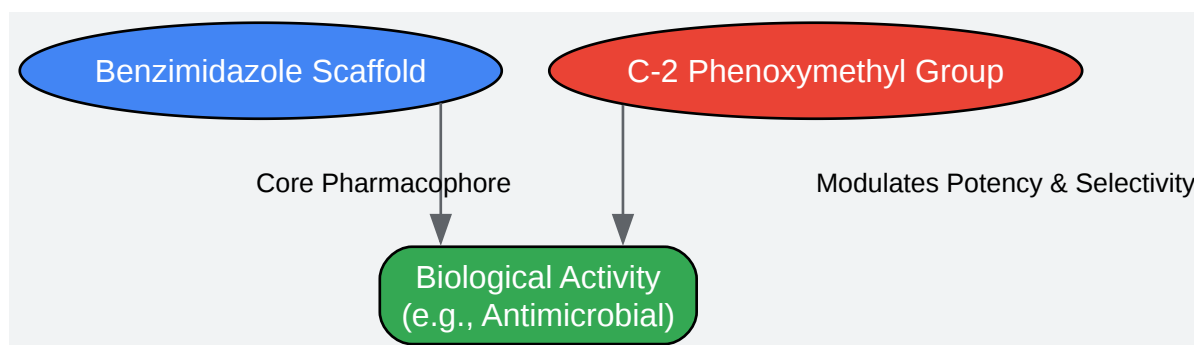 Benzimidazole Scaffold
C-2 Phenoxymethyl Group
Core Pharmacophore
Modulates Potency & Selectivity
Biological Activity
(e.g., Antimicrobial)